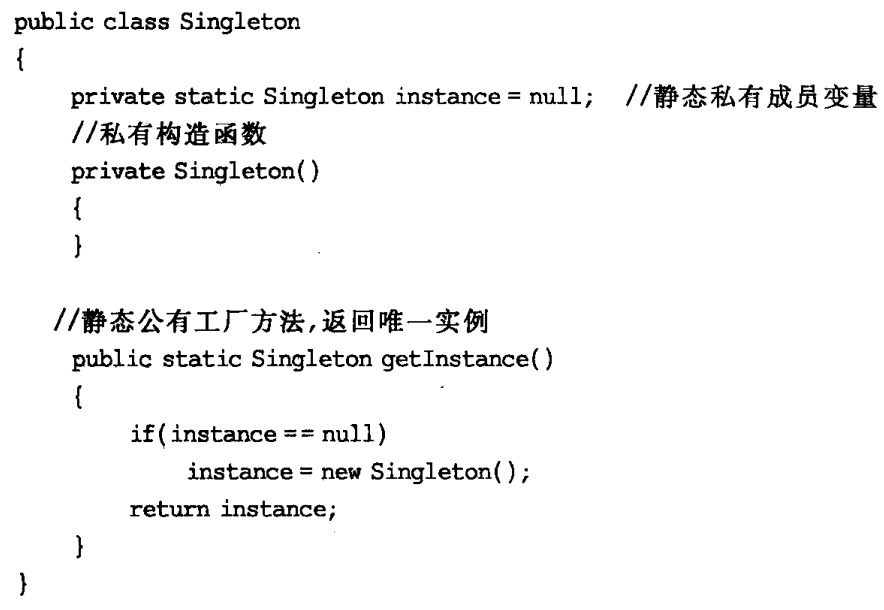 public class Singleton
{
    private static Singleton instance = null;  //静态私有成员变量
    //私有构造函数
    private Singleton()
    {
    }
    //静态公有工厂方法,返回唯一实例
    public static Singleton getInstance()
    {
        if(instance == null)
            instance = new Singleton();
        return instance;
    }
}